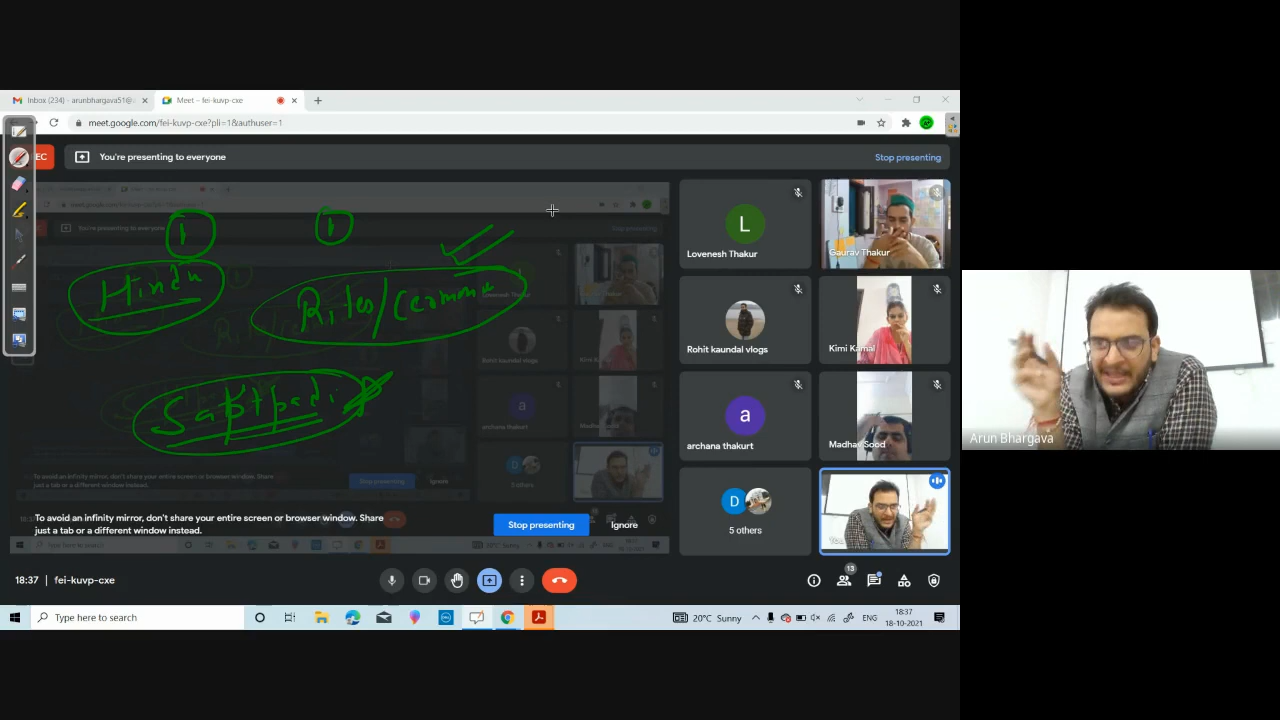 Inbox (234) - arunbhargava51@
Meet – fei-kuvp-cxe
meet.google.com/fei-kuvp-cxe?pli=1&authuser=1
EC
You're presenting to everyone
Stop presenting
1
1
Hindu
Rites/
Saptpadi
L
Lovenesh Thakur
Gaurav Thakur
Rohit kaundal vlogs
Kimi Kamal
a
archana thakurt
Madhav Sood
D
5 others
You
Arun Bhargava
To avoid an infinity mirror, don't share your entire screen or browser window. Share
just a tab or a different window instead.
Stop presenting
Ignore
18:37 | fei-kuvp-cxe
13
Type here to search
20°C Sunny
ENG
18:37
18-10-2021